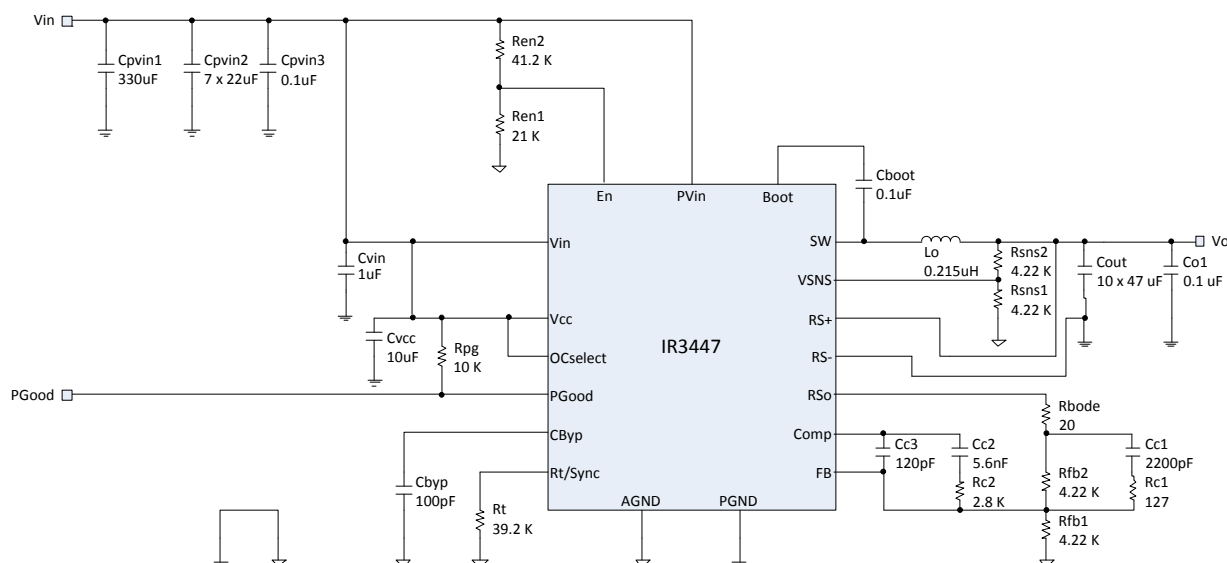 Vin
Cpvin1
330uF
Cpvin2
7 x 22uF
Cpvin3
0.1uF
Ren2
41.2 K
Ren1
21 K
Cboot
0.1uF
En
PVin
Boot
Vin
SW
Vo
Cvin
1uF
Lo
0.215uH
Rsns2
4.22 K
Cout
10 x 47 uF
Co1
0.1 uF
VSNS
Rsns1
4.22 K
Vcc
RS+
Cvcc
10uF
Rpg
10 K
IR3447
OCselect
RS-
PGood
PGood
RSo
Rbode
20
CByp
Comp
Cc3
120pF
Cc2
5.6nF
Cc1
2200pF
Rt/Sync
FB
Cbyp
100pF
Rc2
2.8 K
Rfb2
4.22 K
Rc1
127
Rt
39.2 K
AGND
PGND
Rfb1
4.22 K